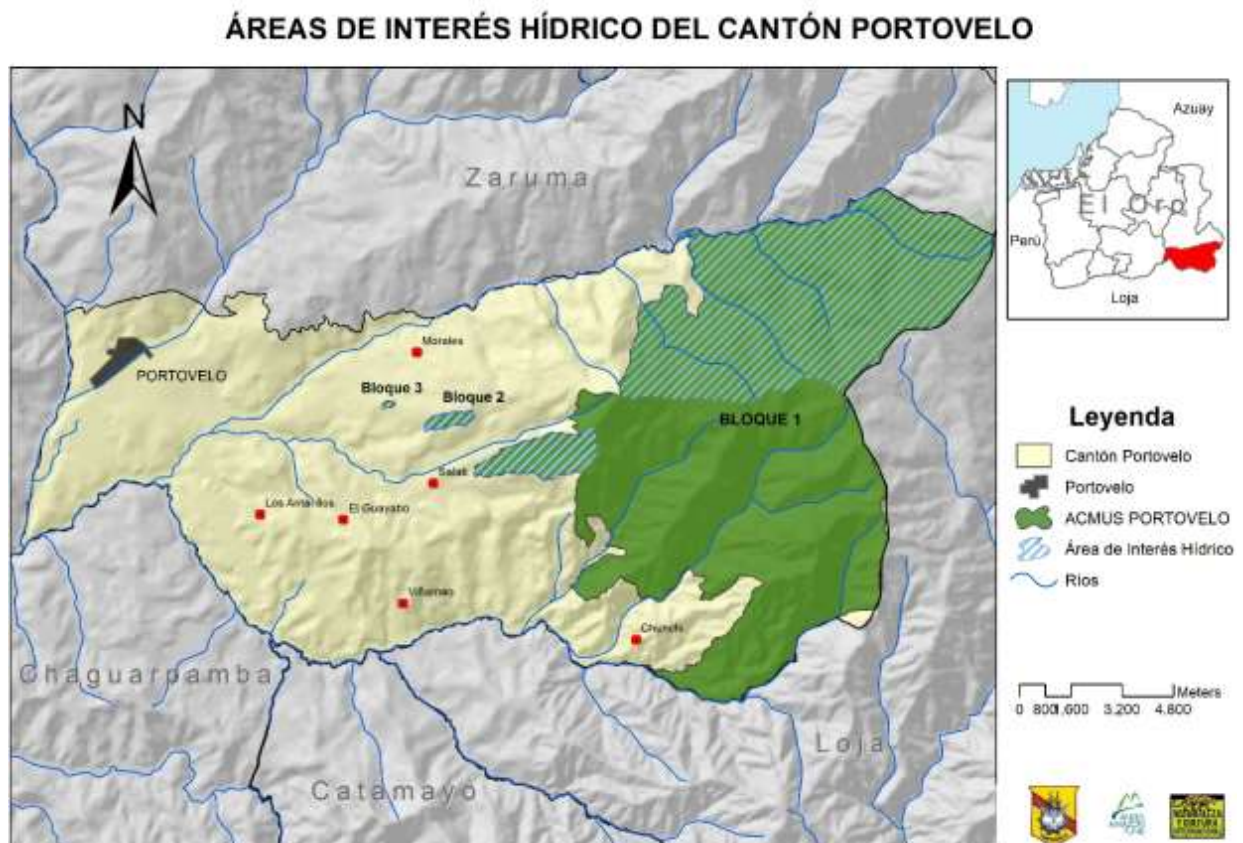 ÁREAS DE INTERÉS HÍDRICO DEL CANTÓN PORTOVELO
N
Zaruma
Morales
PORTOVELO
Bloque 3
Bloque 2
BLOQUE 1
Salatí
Los Amarillos
El Guayabo
Villamao
Chunchi
Chaguarpamba
Catamayo
Loja
Azuay
El Oro
Perú
Loja
Leyenda
Cantón Portovelo
Portovelo
ACMUS PORTOVELO
Área de Interés Hídrico
Ríos
Meters
0 800 1.600 3.200 4.800